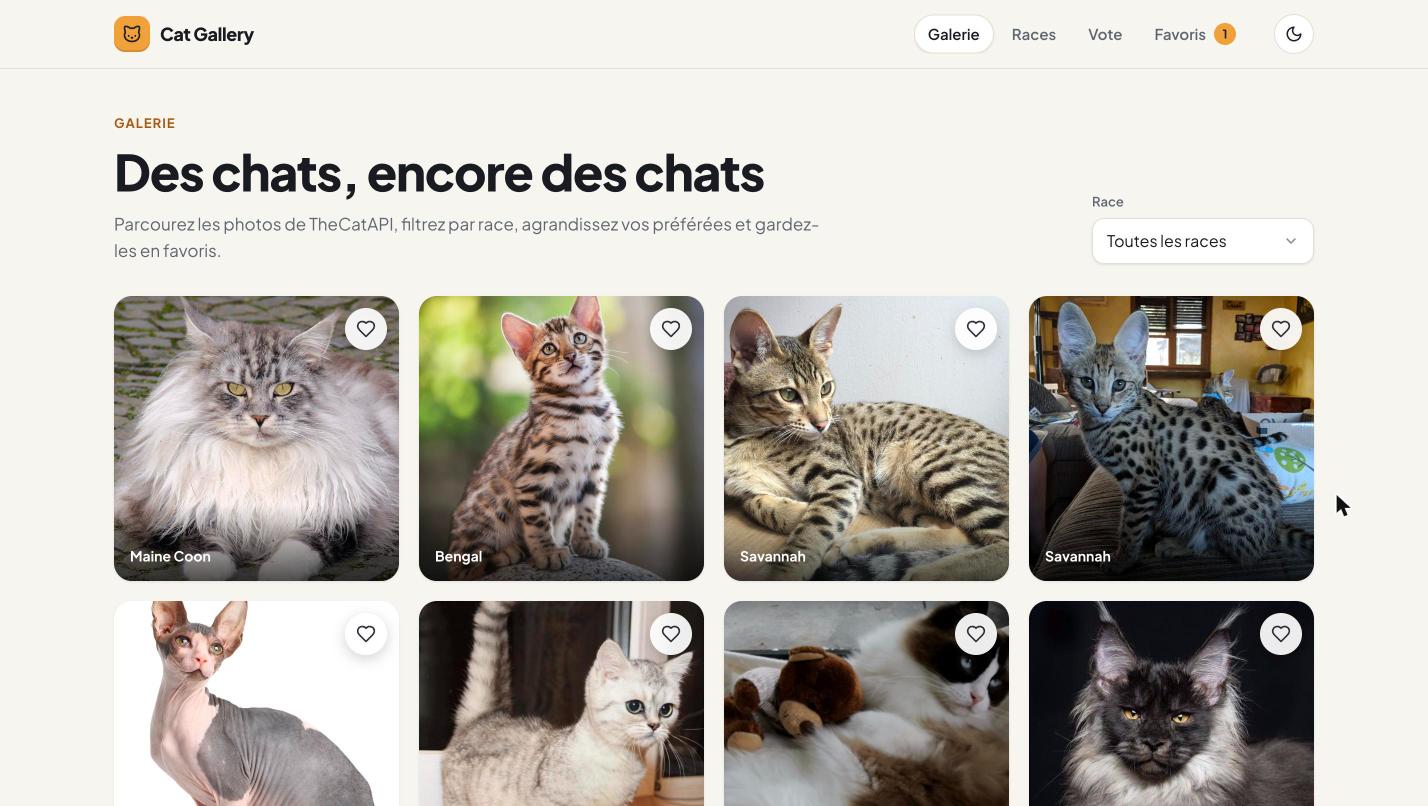 Cat Gallery
Galerie
Races
Vote
Favoris 1
GALERIE
Des chats, encore des chats
Parcourez les photos de TheCatAPI, filtrez par race, agrandissez vos préférées et gardez-
les en favoris.
Race
Toutes les races
Maine Coon
Bengal
Savannah
Savannah